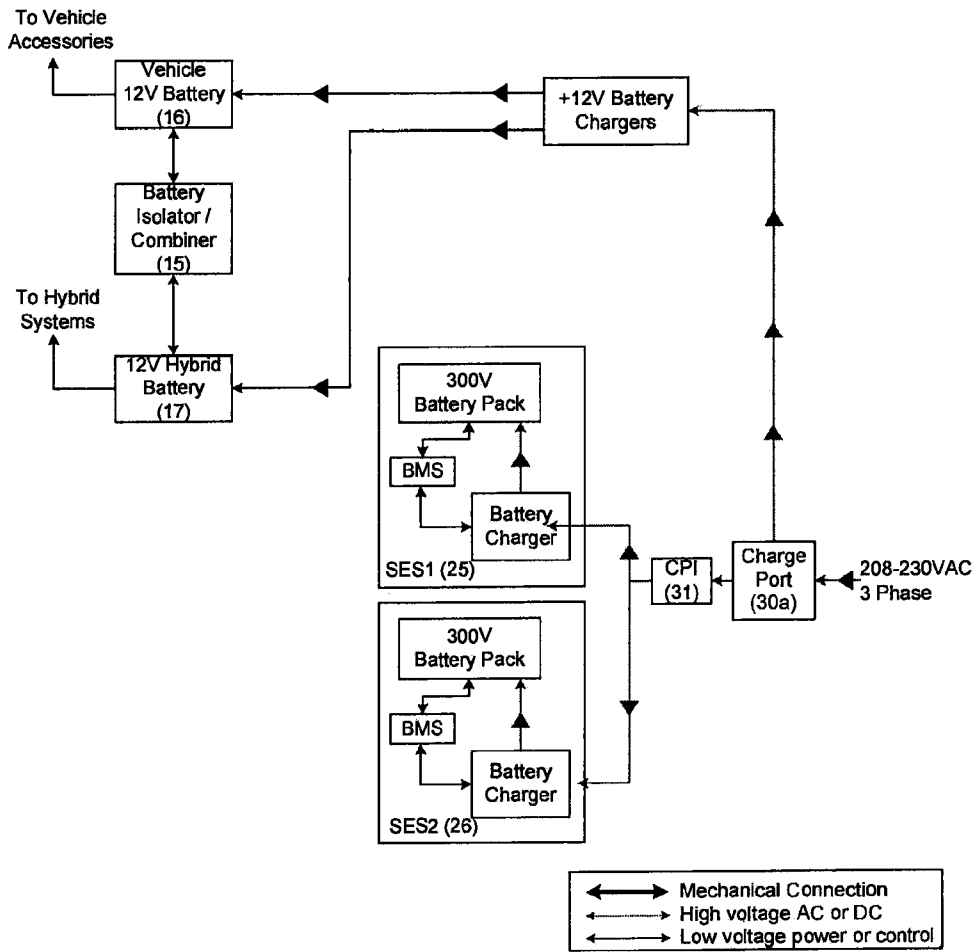 To Vehicle
Accessories
Vehicle
12V Battery
(16)
+12V Battery
Chargers
Battery
Isolator /
Combiner
(15)
To Hybrid
Systems
12V Hybrid
Battery
(17)
300V
Battery Pack
BMS
Battery
Charger
SES1 (25)
CPI
(31)
Charge
Port
(30a)
208-230VAC
3 Phase
300V
Battery Pack
BMS
Battery
Charger
SES2 (26)
Mechanical Connection
High voltage AC or DC
Low voltage power or control